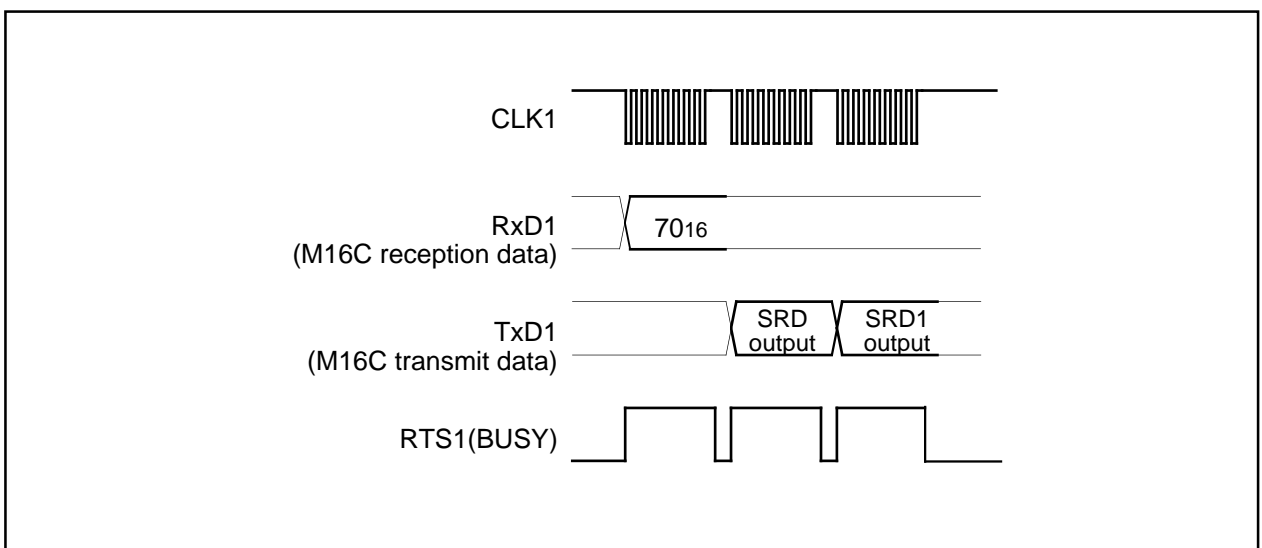 CLK1
RxD1
(M16C reception data)
7016
TxD1
(M16C transmit data)
SRD
output
SRD1
output
RTS1(BUSY)